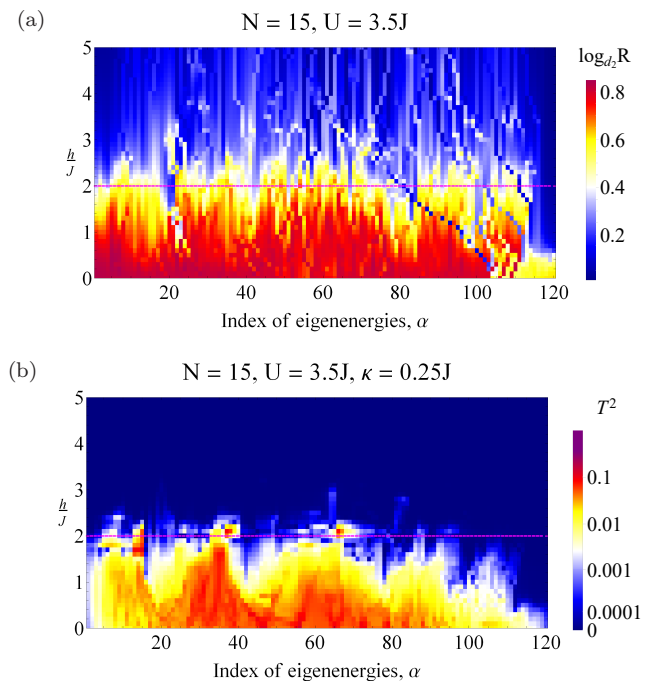 (a)
N = 15, U = 3.5J
log_{d_2}R
5
4
3
h/J
2
1
0
0.8
0.6
0.4
0.2
20 40 60 80 100 120
Index of eigenenergies, α
(b)
N = 15, U = 3.5J, κ = 0.25J
T²
5
4
3
h/J
2
1
0
0.1
0.01
0.001
0.0001
0
20 40 60 80 100 120
Index of eigenenergies, α